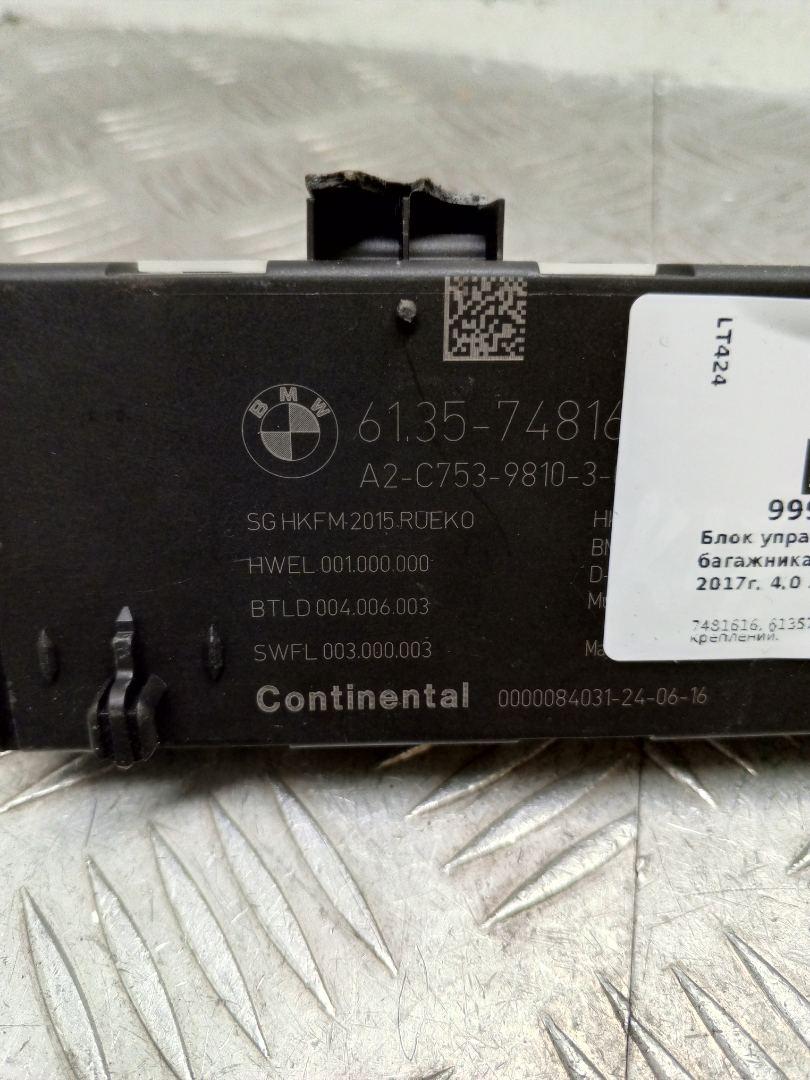 BMW
61.35-74816
A2-C753-9810-3-
SG HKFM-2015.RUEKO
HWEL 001.000.000
BTLD 004.006.003
SWFL 003.000.003
Continental 0000084031-24-06-16
LT424
999
Блок упра
багажника
2017г. 4,0
7481616, 6135
креплений.